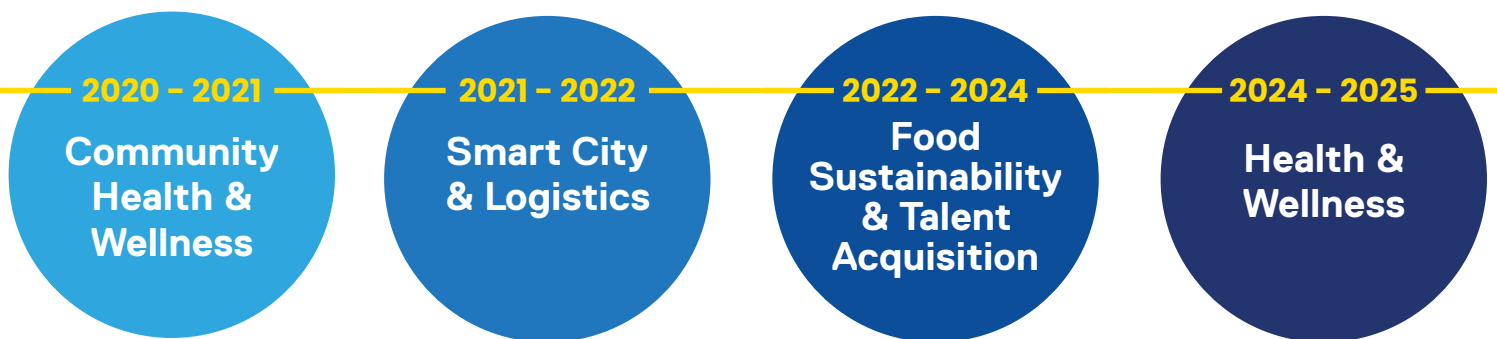 2020 – 2021
Community
Health &
Wellness
2021 – 2022
Smart City
& Logistics
2022 – 2024
Food
Sustainability
& Talent
Acquisition
2024 – 2025
Health &
Wellness